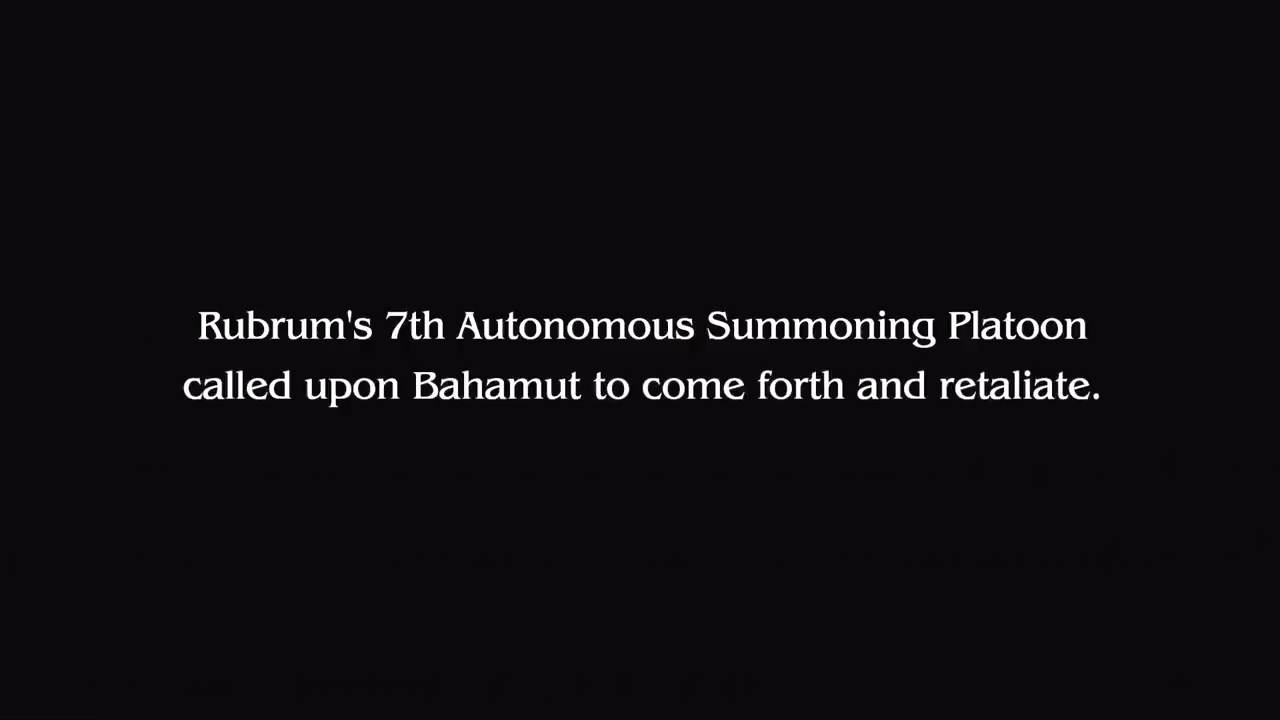 Rubrum's 7th Autonomous Summoning Platoon
called upon Bahamut to come forth and retaliate.